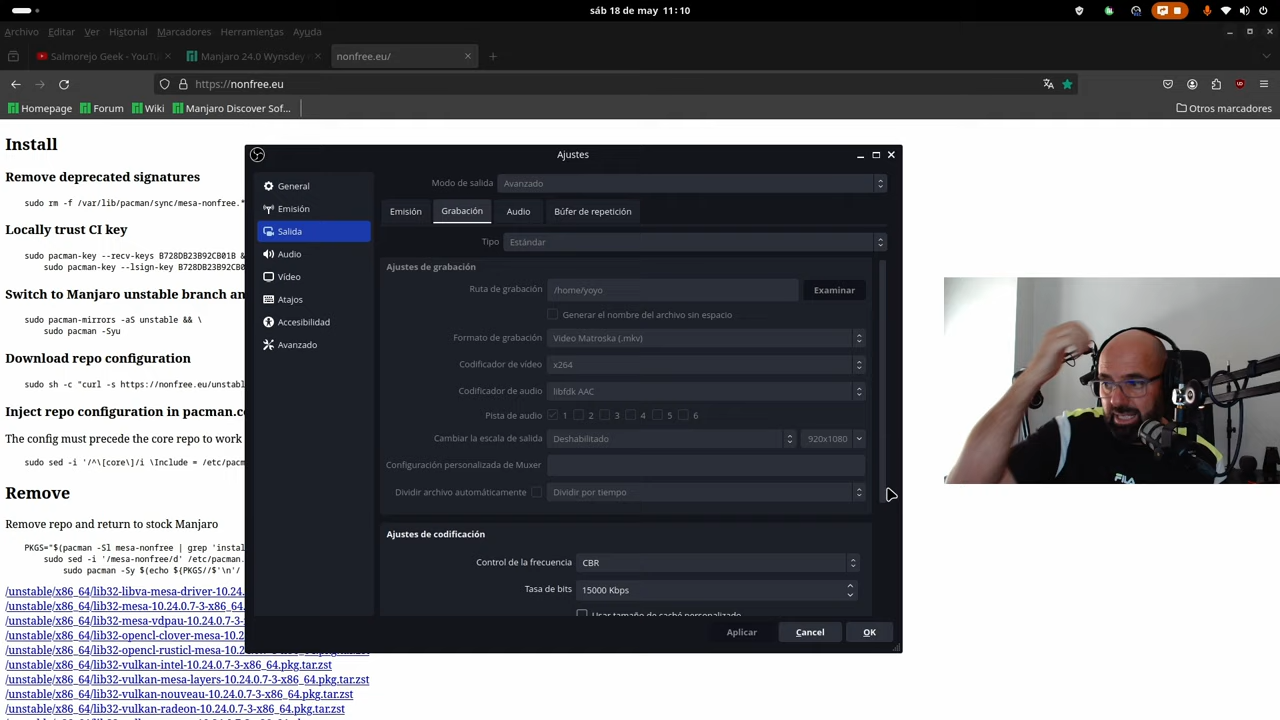 sáb 18 de may 11:10
Archivo Editar Ver Historial Marcadores Herramientas Ayuda
Salmorejo Geek - YouTu
Manjaro 24.0 Wynsdey
nonfree.eu/
https://nonfree.eu
Homepage Forum Wiki Manjaro Discover Sof... Otros marcadores
Install
Remove deprecated signatures
sudo rm -f /var/lib/pacman/sync/mesa-nonfree.*
Locally trust CI key
sudo pacman-key --recv-keys B728DB23B92CB01B &
sudo pacman-key --lsign-key B728DB23B92CB0
Switch to Manjaro unstable branch an
sudo pacman-mirrors -aS unstable && \
sudo pacman -Syu
Download repo configuration
sudo sh -c "curl -s https://nonfree.eu/unstabl
Inject repo configuration in pacman.co
The config must precede the core repo to work
sudo sed -i '/^\[core\]/i \Include = /etc/pacm
Remove
Remove repo and return to stock Manjaro
PKGS="$(pacman -Sl mesa-nonfree | grep 'instal
sudo sed -i '/mesa-nonfree/d' /etc/pacman.
sudo pacman -Sy $(echo ${PKGS//$'\n'/
/unstable/x86_64/lib32-libva-mesa-driver-10.24.
/unstable/x86_64/lib32-mesa-10.24.0.7-3-x86_64.
/unstable/x86_64/lib32-mesa-vdpau-10.24.0.7-3-
/unstable/x86_64/lib32-opencl-clover-mesa-10.24
/unstable/x86_64/lib32-opencl-rusticl-mesa-10.2
/unstable/x86_64/lib32-vulkan-intel-10.24.0.7-3-x86_64.pkg.tar.zst
/unstable/x86_64/lib32-vulkan-mesa-layers-10.24.0.7-3-x86_64.pkg.tar.zst
/unstable/x86_64/lib32-vulkan-nouveau-10.24.0.7-3-x86_64.pkg.tar.zst
/unstable/x86_64/lib32-vulkan-radeon-10.24.0.7-3-x86_64.pkg.tar.zst
Ajustes
General
Emisión
Salida
Audio
Vídeo
Atajos
Accesibilidad
Avanzado
Modo de salida Avanzado
Emisión Grabación Audio Búfer de repetición
Tipo Estándar
Ajustes de grabación
Ruta de grabación /home/yoyo Examinar
Generar el nombre del archivo sin espacio
Formato de grabación Video Matroska (.mkv)
Codificador de vídeo x264
Codificador de audio libfdk AAC
Pista de audio 1 2 3 4 5 6
Cambiar la escala de salida Deshabilitado 920x1080
Configuración personalizada de Muxer
Dividir archivo automáticamente Dividir por tiempo
Ajustes de codificación
Control de la frecuencia CBR
Tasa de bits 15000 Kbps
Usar tamaño de caché personalizado
Aplicar Cancel OK
FILA